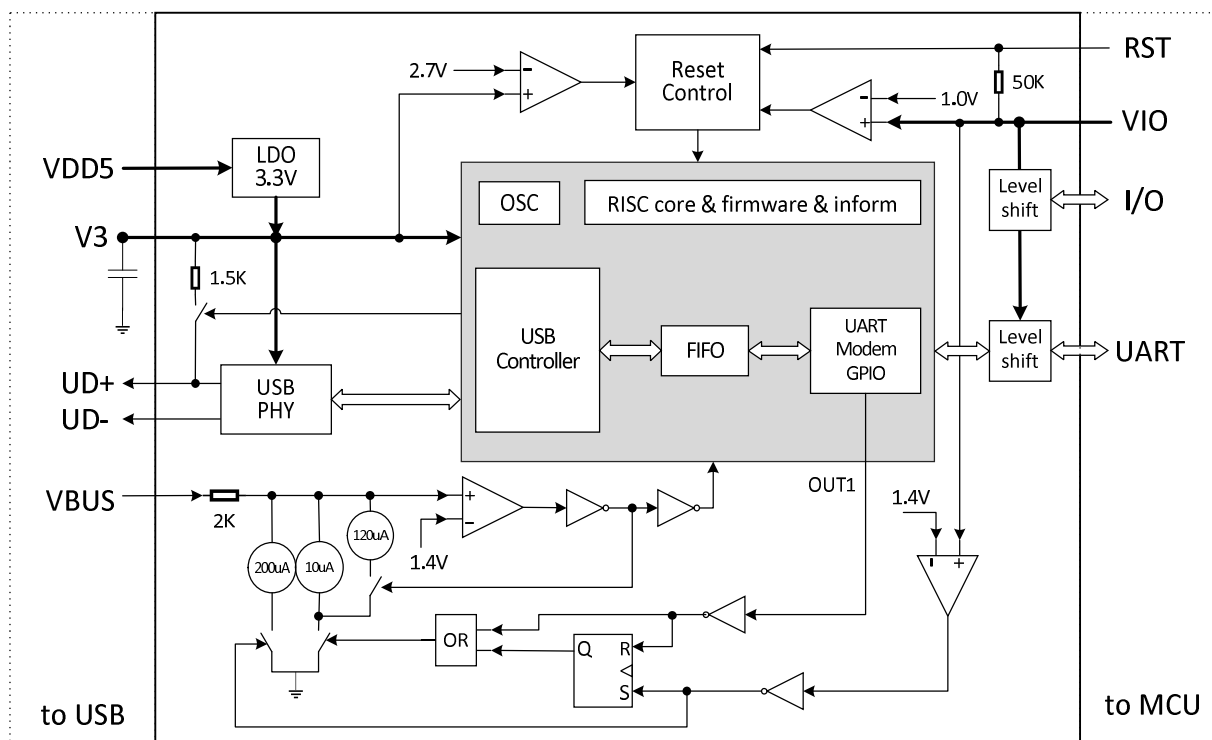 RST
2.7V
-
+
Reset
Control
50K
-
1.0V
+
VIO
VDD5
LDO
3.3V
OSC
RISC core & firmware & inform
Level
shift
I/O
V3
1.5K
USB
Controller
FIFO
UART
Modem
GPIO
Level
shift
UART
UD+
UD-
USB
PHY
VBUS
2K
+
-
1.4V
OUT1
1.4V
120uA
200uA
10uA
-
+
OR
Q
R
S
to USB
to MCU